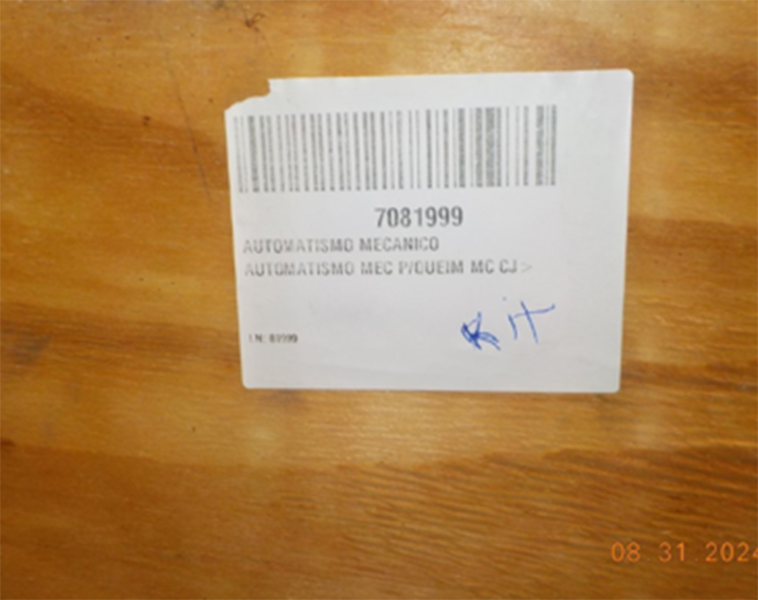 7081999
AUTOMATISMO MECANICO
AUTOMATISMO MEC P/QUEIM MC CJ >
Kit
08 31 2024